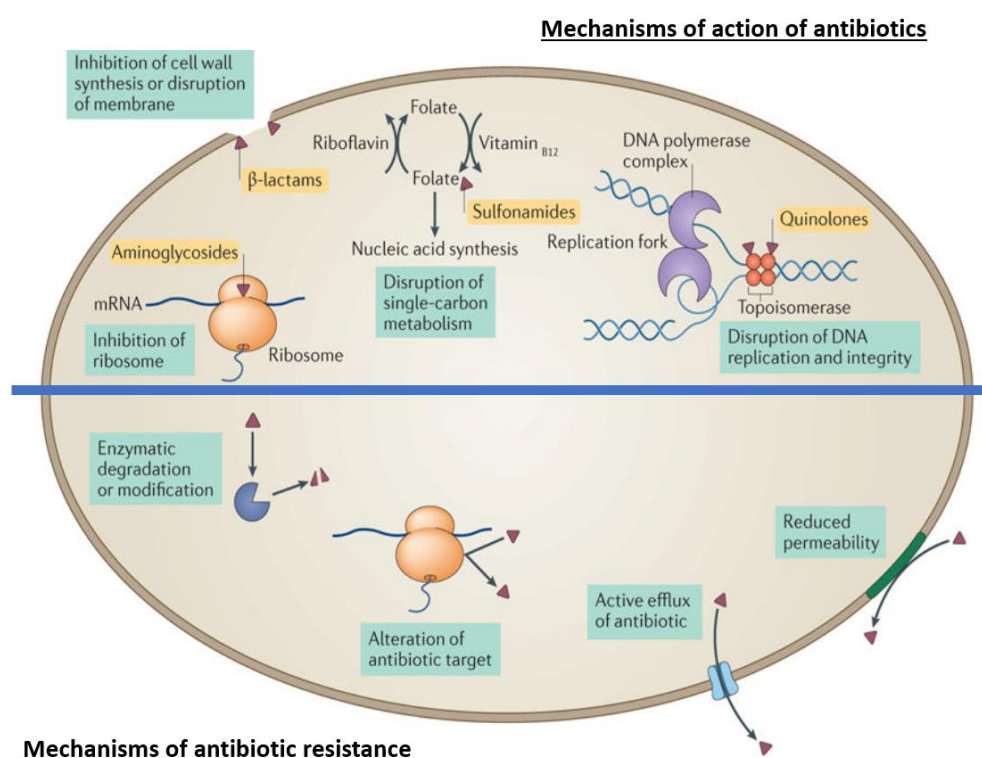 Mechanisms of action of antibiotics
Inhibition of cell wall
synthesis or disruption
of membrane
β-lactams
Folate
Riboflavin
Vitamin B12
Folate
Sulfonamides
Nucleic acid synthesis
Disruption of
single-carbon
metabolism
DNA polymerase
complex
Quinolones
Replication fork
Topoisomerase
Disruption of DNA
replication and integrity
Aminoglycosides
mRNA
Inhibition of
ribosome
Ribosome
Enzymatic
degradation
or modification
Alteration of
antibiotic target
Active efflux
of antibiotic
Reduced
permeability
Mechanisms of antibiotic resistance